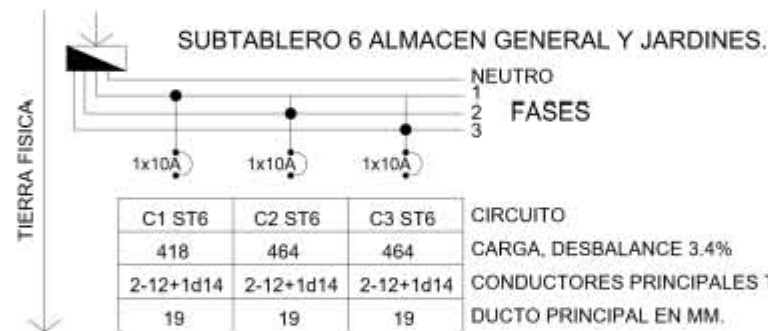 SUBTABLERO 6 ALMACEN GENERAL Y JARDINES.
NEUTRO
1
2 FASES
3
TIERRA FISICA
1x10A 1x10A 1x10A
C1 ST6 C2 ST6 C3 ST6 CIRCUITO
418 464 464 CARGA, DESBALANCE 3.4%
2-12+1d14 2-12+1d14 2-12+1d14 CONDUCTORES PRINCIPALES
19 19 19 DUCTO PRINCIPAL EN MM.